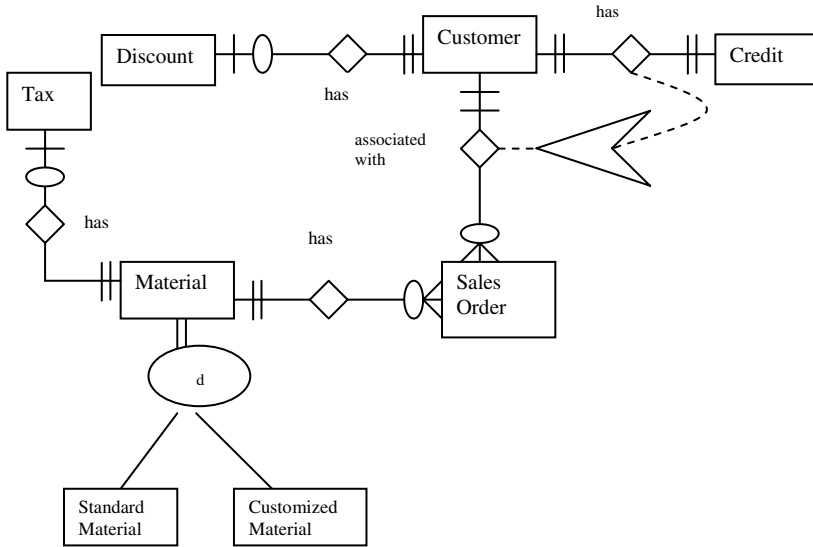 has
Discount
Customer
Credit
Tax
has
associated
with
has
has
Material
Sales
Order
d
Standard
Material
Customized
Material